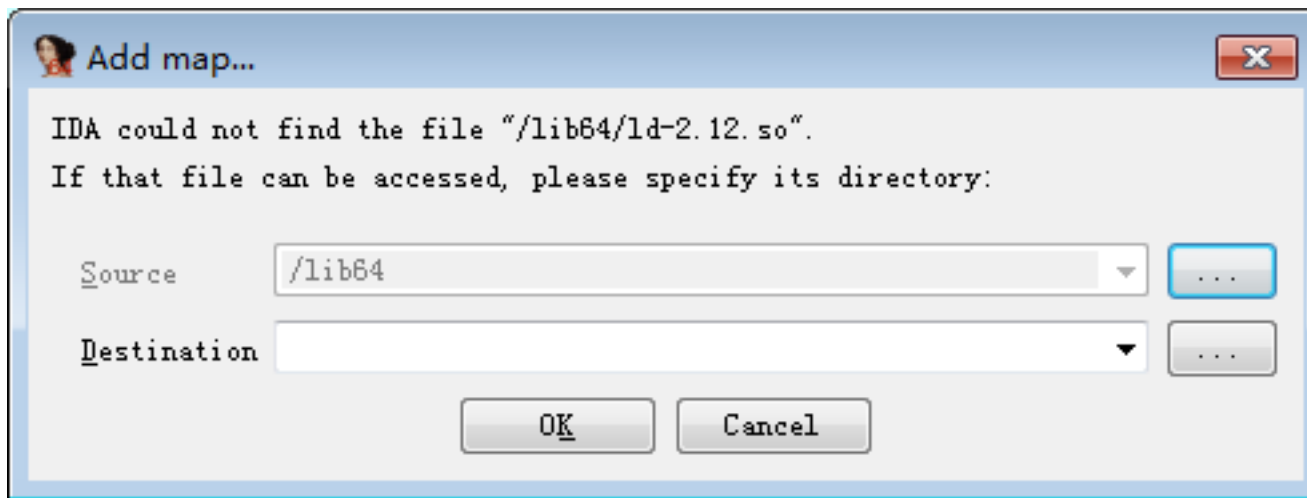 Add map...
IDA could not find the file "/lib64/ld-2.12.so".
If that file can be accessed, please specify its directory:
Source /lib64 ...
Destination ...
OK Cancel